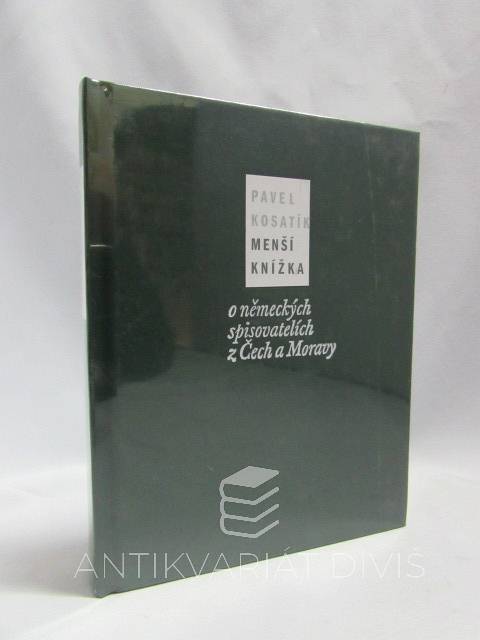 PAVEL
KOSATÍK
MENŠÍ
KNÍŽKA
o německých
spisovatelích
z Čech a Moravy
ANTIKVARIÁT DIVIŠ